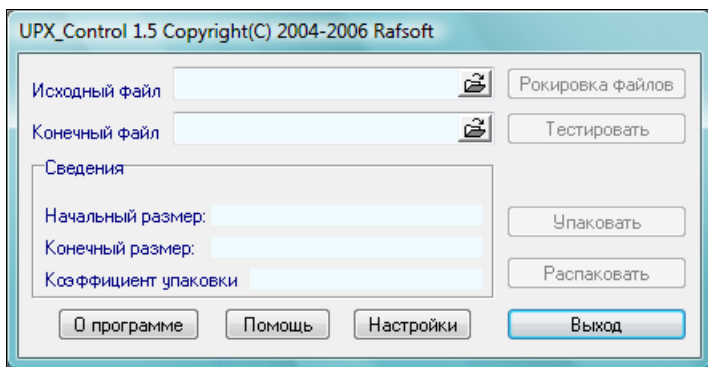 UPX_Control 1.5 Copyright(C) 2004-2006 Rafsoft
Исходный файл
Рокировка файлов
Конечный файл
Тестировать
Сведения
Начальный размер:
Упаковать
Конечный размер:
Коэффициент упаковки
Распаковать
О программе
Помощь
Настройки
Выход